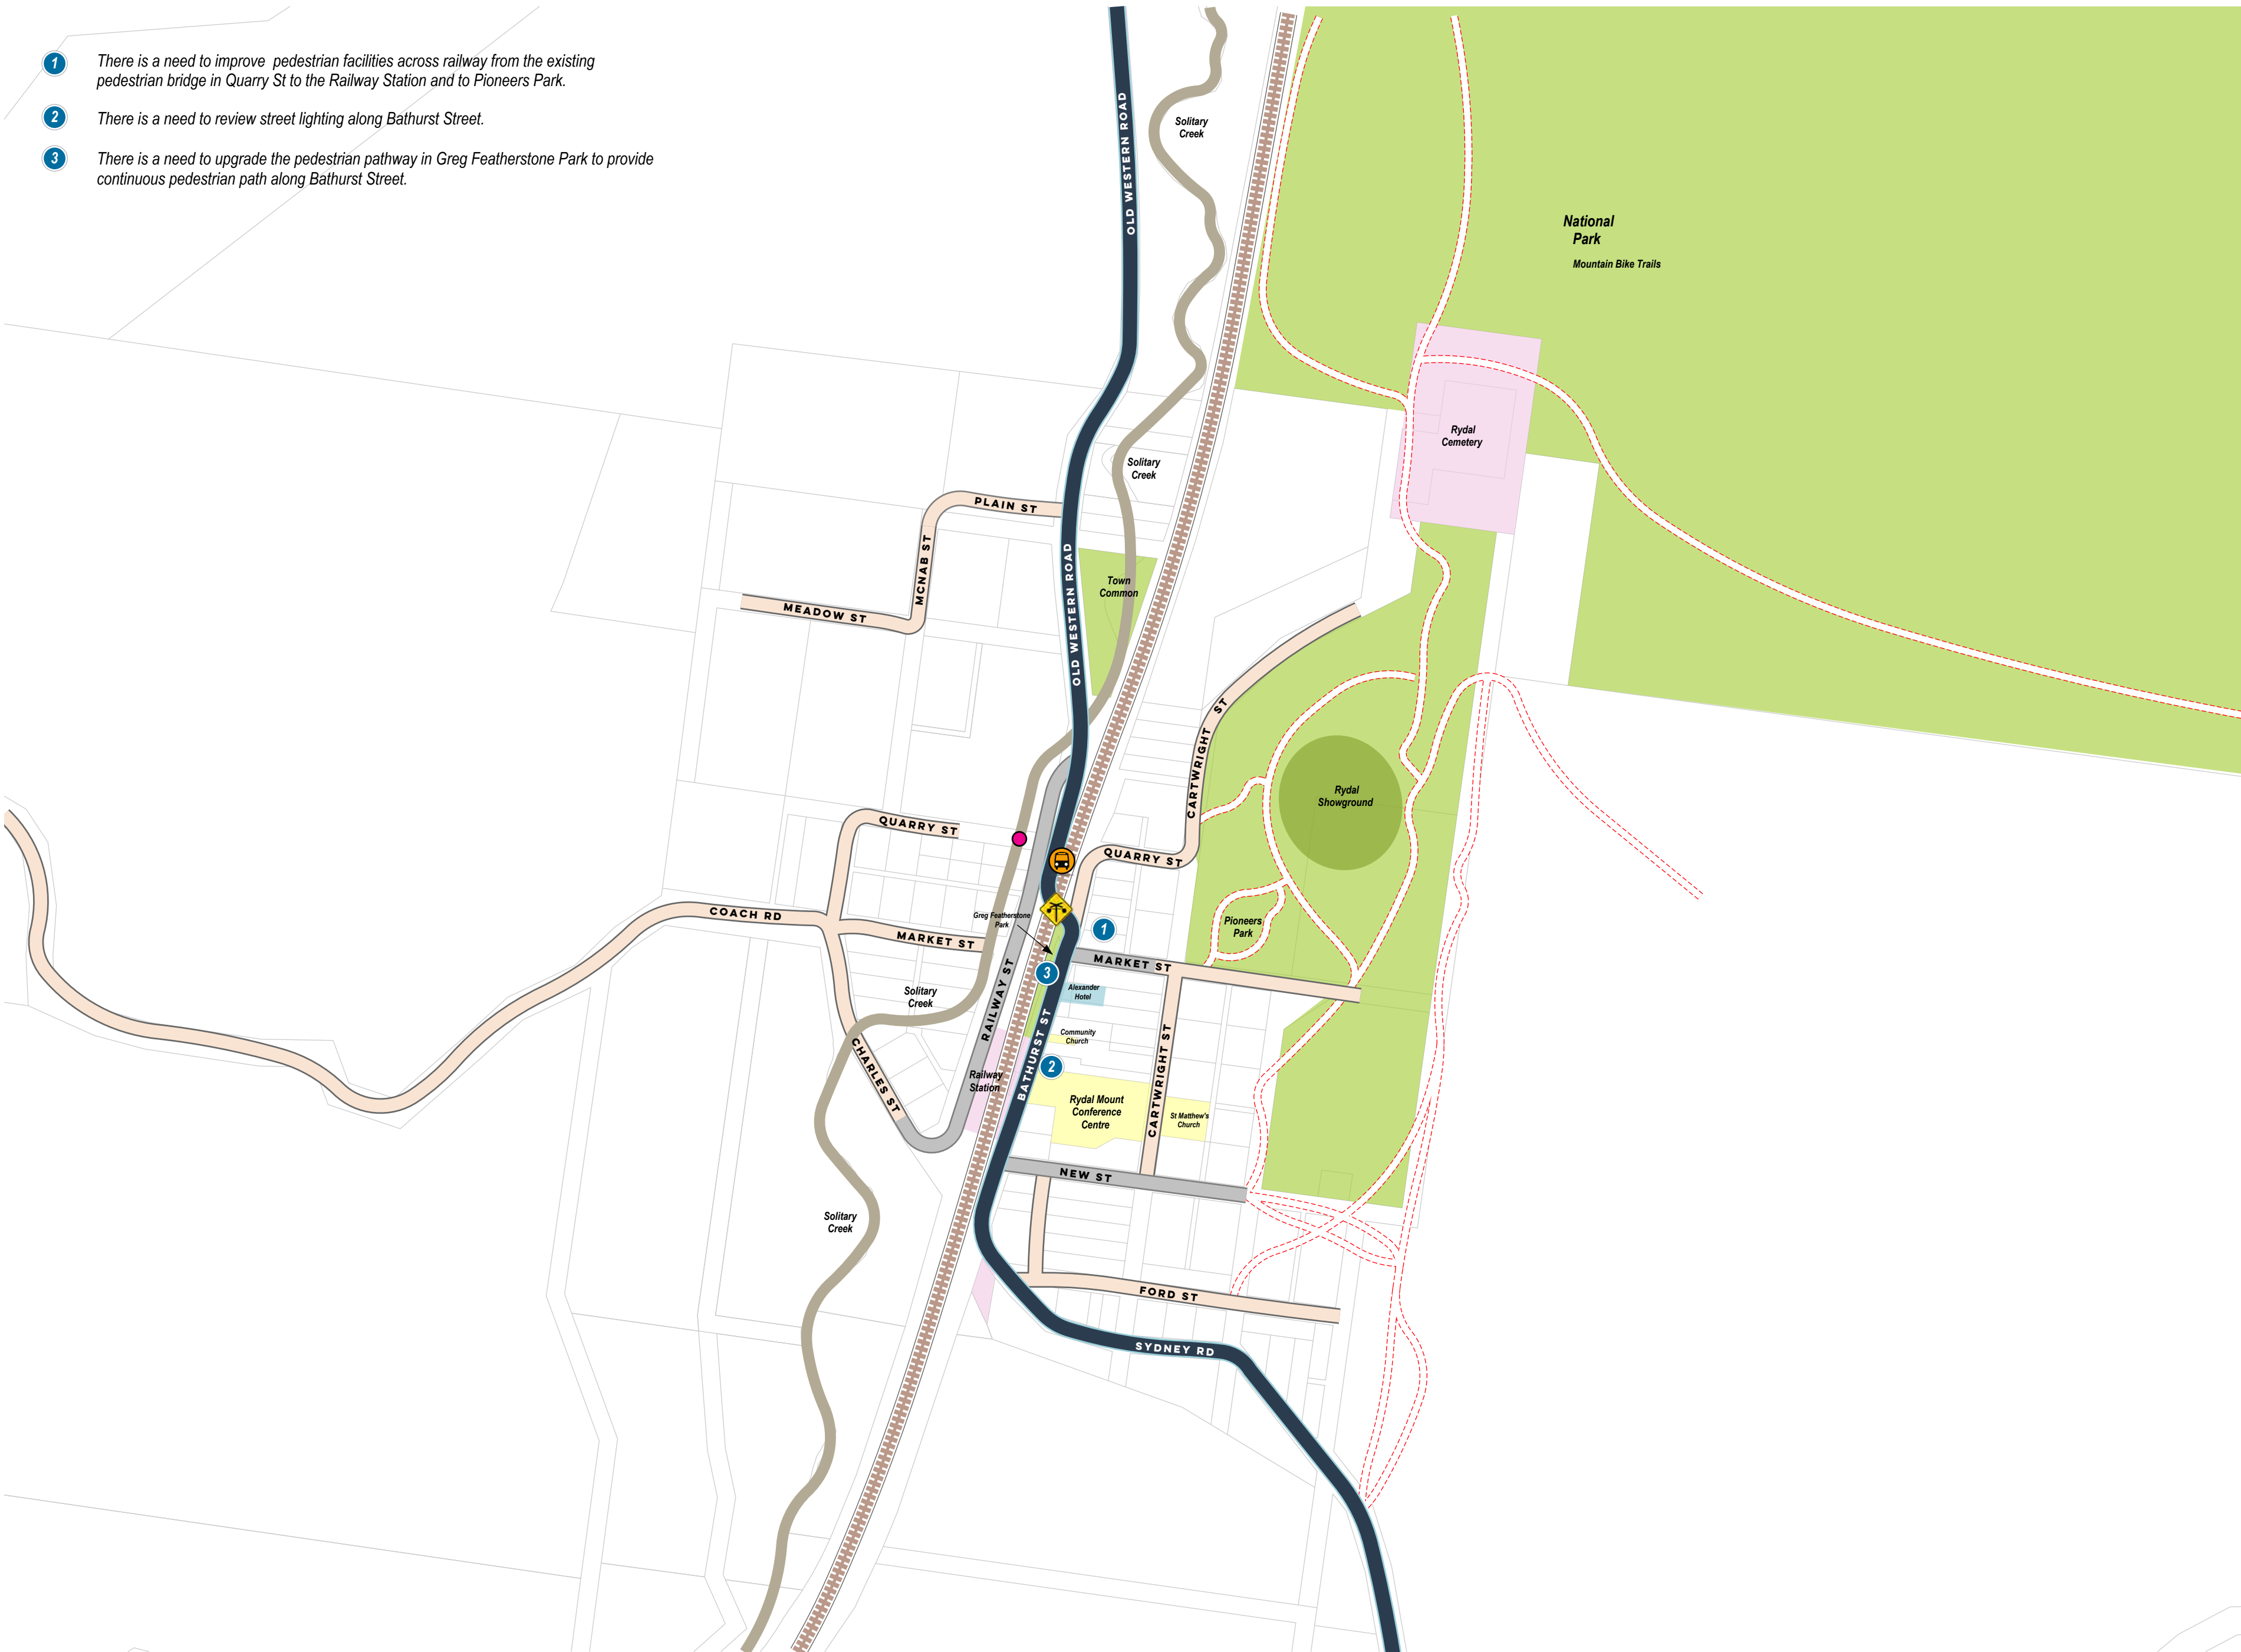 1 There is a need to improve pedestrian facilities across railway from the existing
pedestrian bridge in Quarry St to the Railway Station and to Pioneers Park.
2 There is a need to review street lighting along Bathurst Street.
3 There is a need to upgrade the pedestrian pathway in Greg Featherstone Park to provide
continuous pedestrian path along Bathurst Street.
OLD WESTERN ROAD
Solitary
Creek
National
Park
Mountain Bike Trails
Rydal
Cemetery
Solitary
Creek
PLAIN ST
MCNAB ST
MEADOW ST
OLD WESTERN ROAD
Town
Common
CARTWRIGHT ST
Rydal
Showground
QUARRY ST
QUARRY ST
COACH RD
MARKET ST
Greg Featherstone
Park
1
Pioneers
Park
MARKET ST
3
Alexander
Hotel
Solitary
Creek
RAILWAY ST
BATHURST ST
Community
Church
CARTWRIGHT ST
CHARLES ST
2
Railway
Station
Rydal Mount
Conference
Centre
St Matthew's
Church
NEW ST
Solitary
Creek
FORD ST
SYDNEY RD